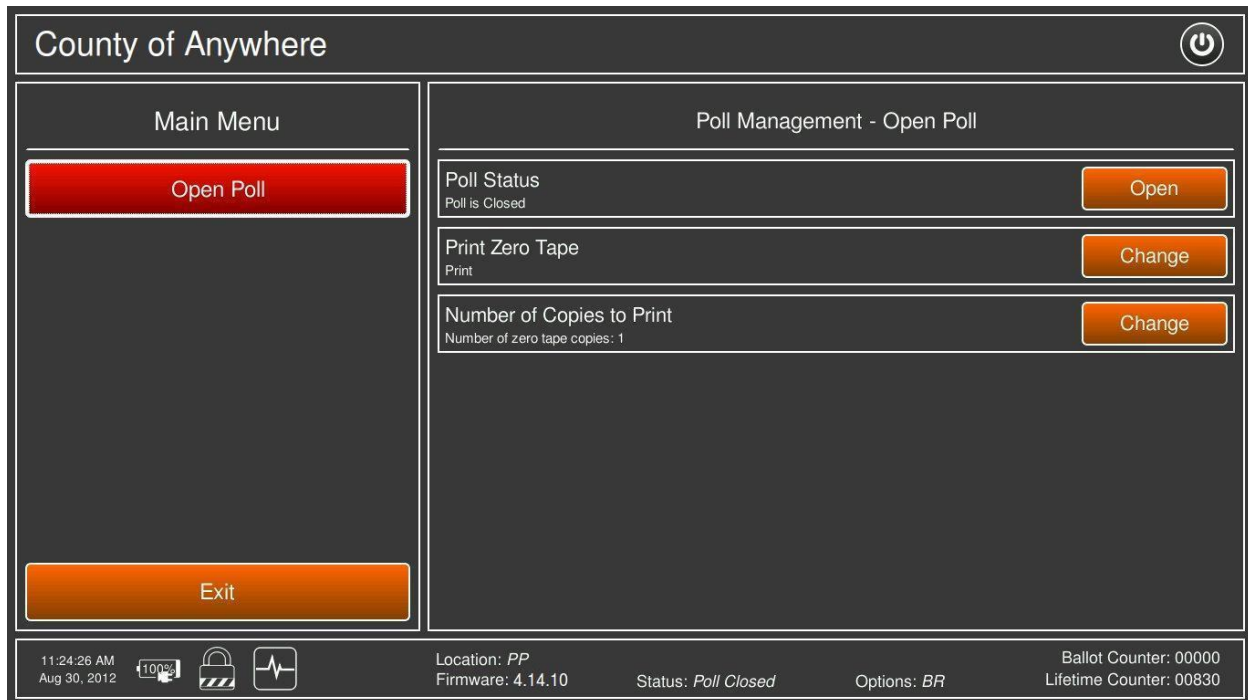 County of Anywhere
Main Menu
Open Poll
Exit
Poll Management - Open Poll
Poll Status
Poll is Closed
Open
Print Zero Tape
Print
Change
Number of Copies to Print
Number of zero tape copies: 1
Change
11:24:26 AM
Aug 30, 2012
100%
Location: PP
Firmware: 4.14.10
Status: Poll Closed
Options: BR
Ballot Counter: 00000
Lifetime Counter: 00830